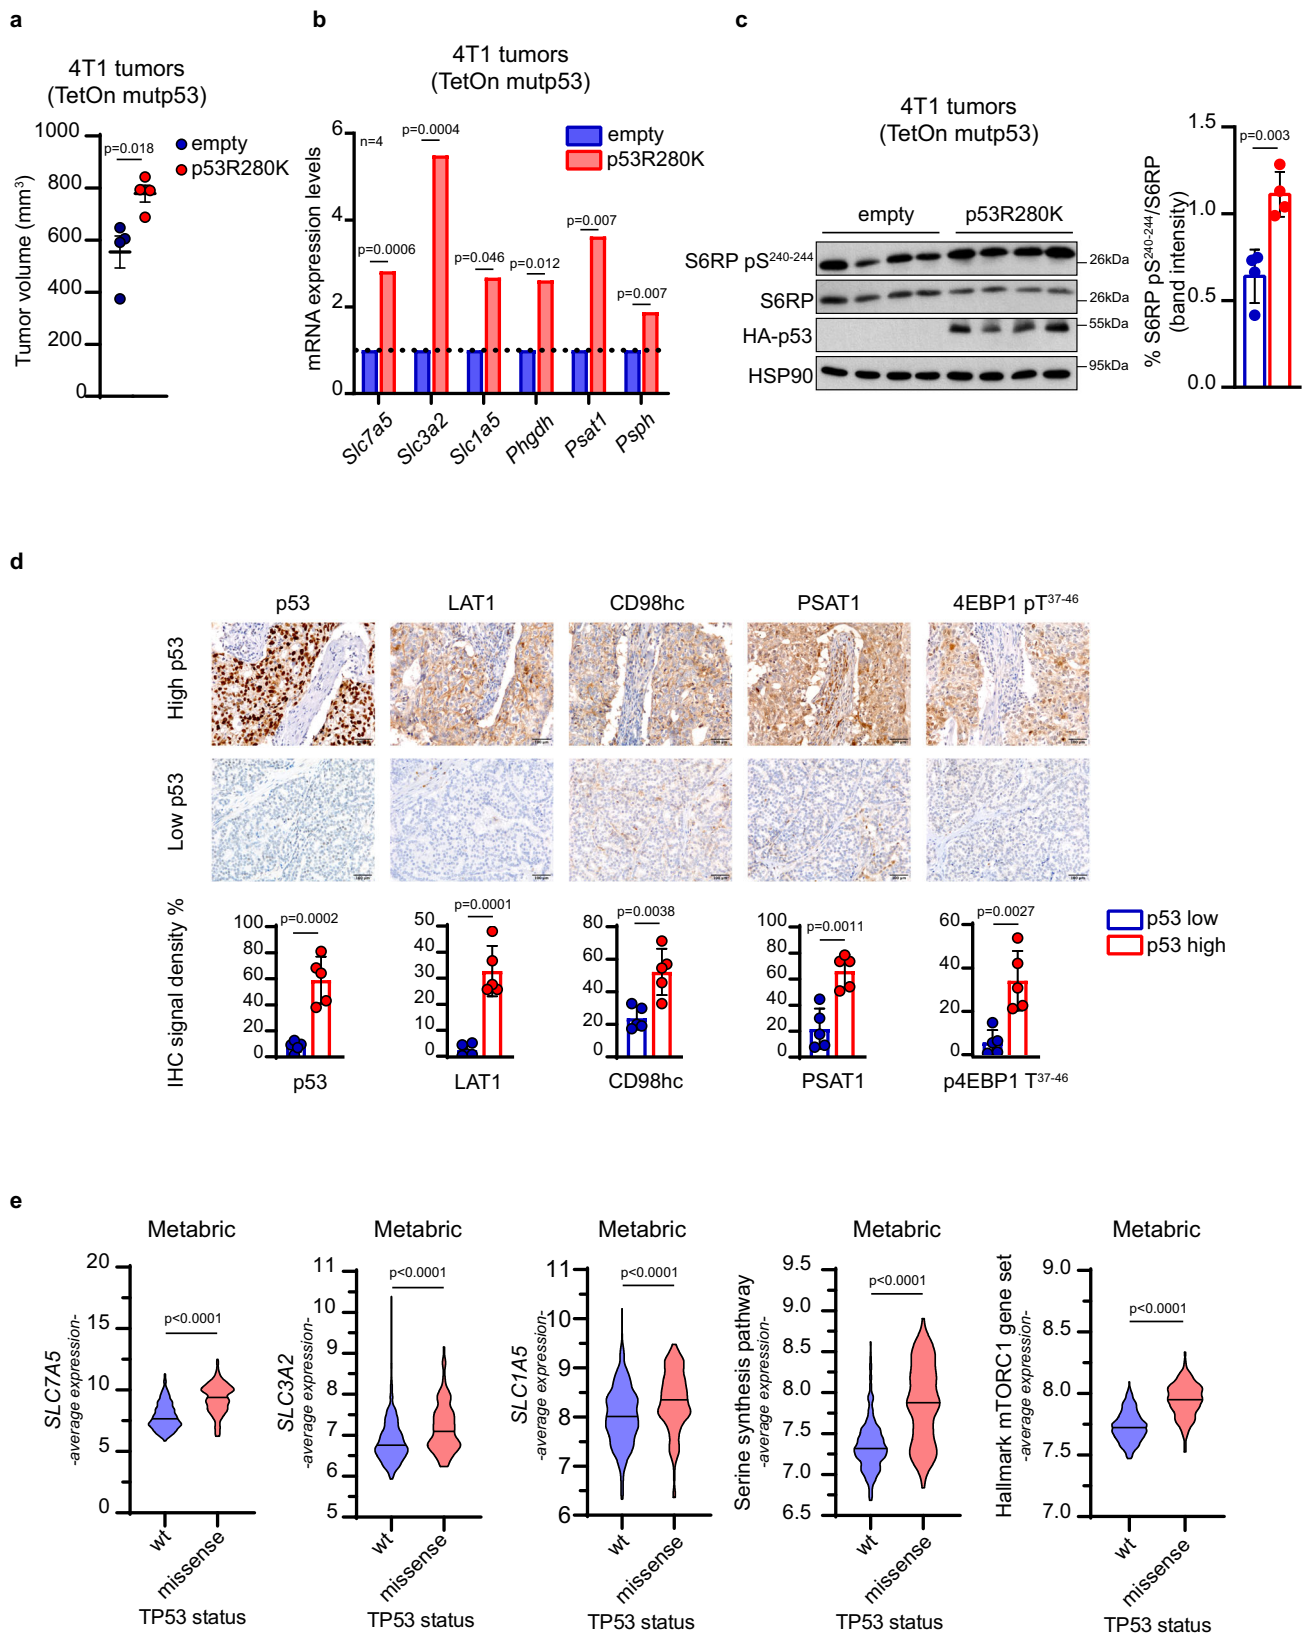 a
4T1 tumors
(TetOn mutp53)
1000
800
600
400
200
0
Tumor volume (mm³)
p=0.018
empty
p53R280K
b
4T1 tumors
(TetOn mutp53)
6
4
2
0
mRNA expression levels
n=4
empty
p53R280K
p=0.0006
p=0.0004
p=0.046
p=0.012
p=0.007
p=0.007
Slc7a5
Slc3a2
Slc1a5
Phgdh
Psat1
Psph
c
4T1 tumors
(TetOn mutp53)
empty
p53R280K
S6RP pS240-244
26kDa
S6RP
26kDa
HA-p53
55kDa
HSP90
95kDa
% S6RP pS240-244/S6RP
(band intensity)
1.5
1.0
0.5
0.0
p=0.003
d
p53
LAT1
CD98hc
PSAT1
4EBP1 pT37-46
High p53
Low p53
IHC signal density %
100
80
60
40
20
0
p=0.0002
p53
50
40
30
20
10
0
p=0.0001
LAT1
80
60
40
20
0
p=0.0038
CD98hc
100
80
60
40
20
0
p=0.0011
PSAT1
60
40
20
0
p=0.0027
p4EBP1 T37-46
p53 low
p53 high
e
Metabric
SLC7A5
-average expression-
20
15
10
5
0
p<0.0001
wt
missense
TP53 status
Metabric
SLC3A2
-average expression-
11
10
9
8
7
6
5
p<0.0001
wt
missense
TP53 status
Metabric
SLC1A5
-average expression-
11
10
9
8
7
6
p<0.0001
wt
missense
TP53 status
Metabric
Serine synthesis pathway
-average expression-
9.5
9.0
8.5
8.0
7.5
7.0
6.5
p<0.0001
wt
missense
TP53 status
Metabric
Hallmark mTORC1 gene set
-average expression-
9.0
8.5
8.0
7.5
7.0
p<0.0001
wt
missense
TP53 status